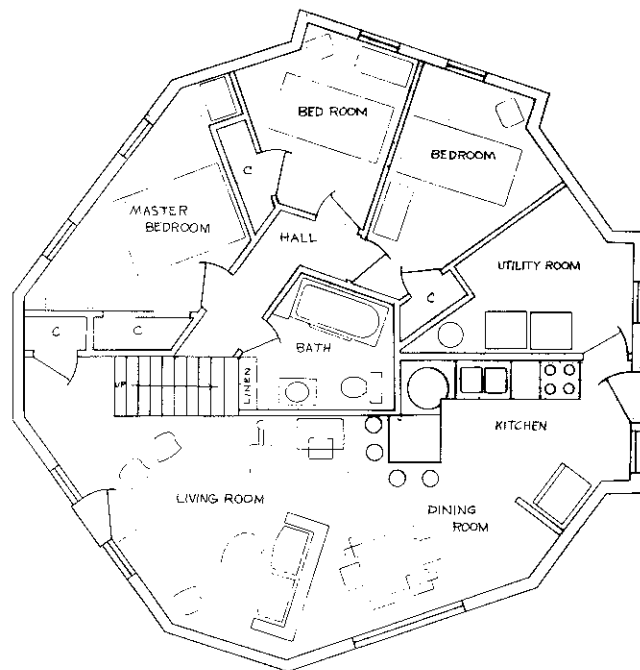 BED ROOM
BEDROOM
C
MASTER
BEDROOM
HALL
UTILITY ROOM
C
C
C
BATH
UP
LINEN
KITCHEN
LIVING ROOM
DINING
ROOM